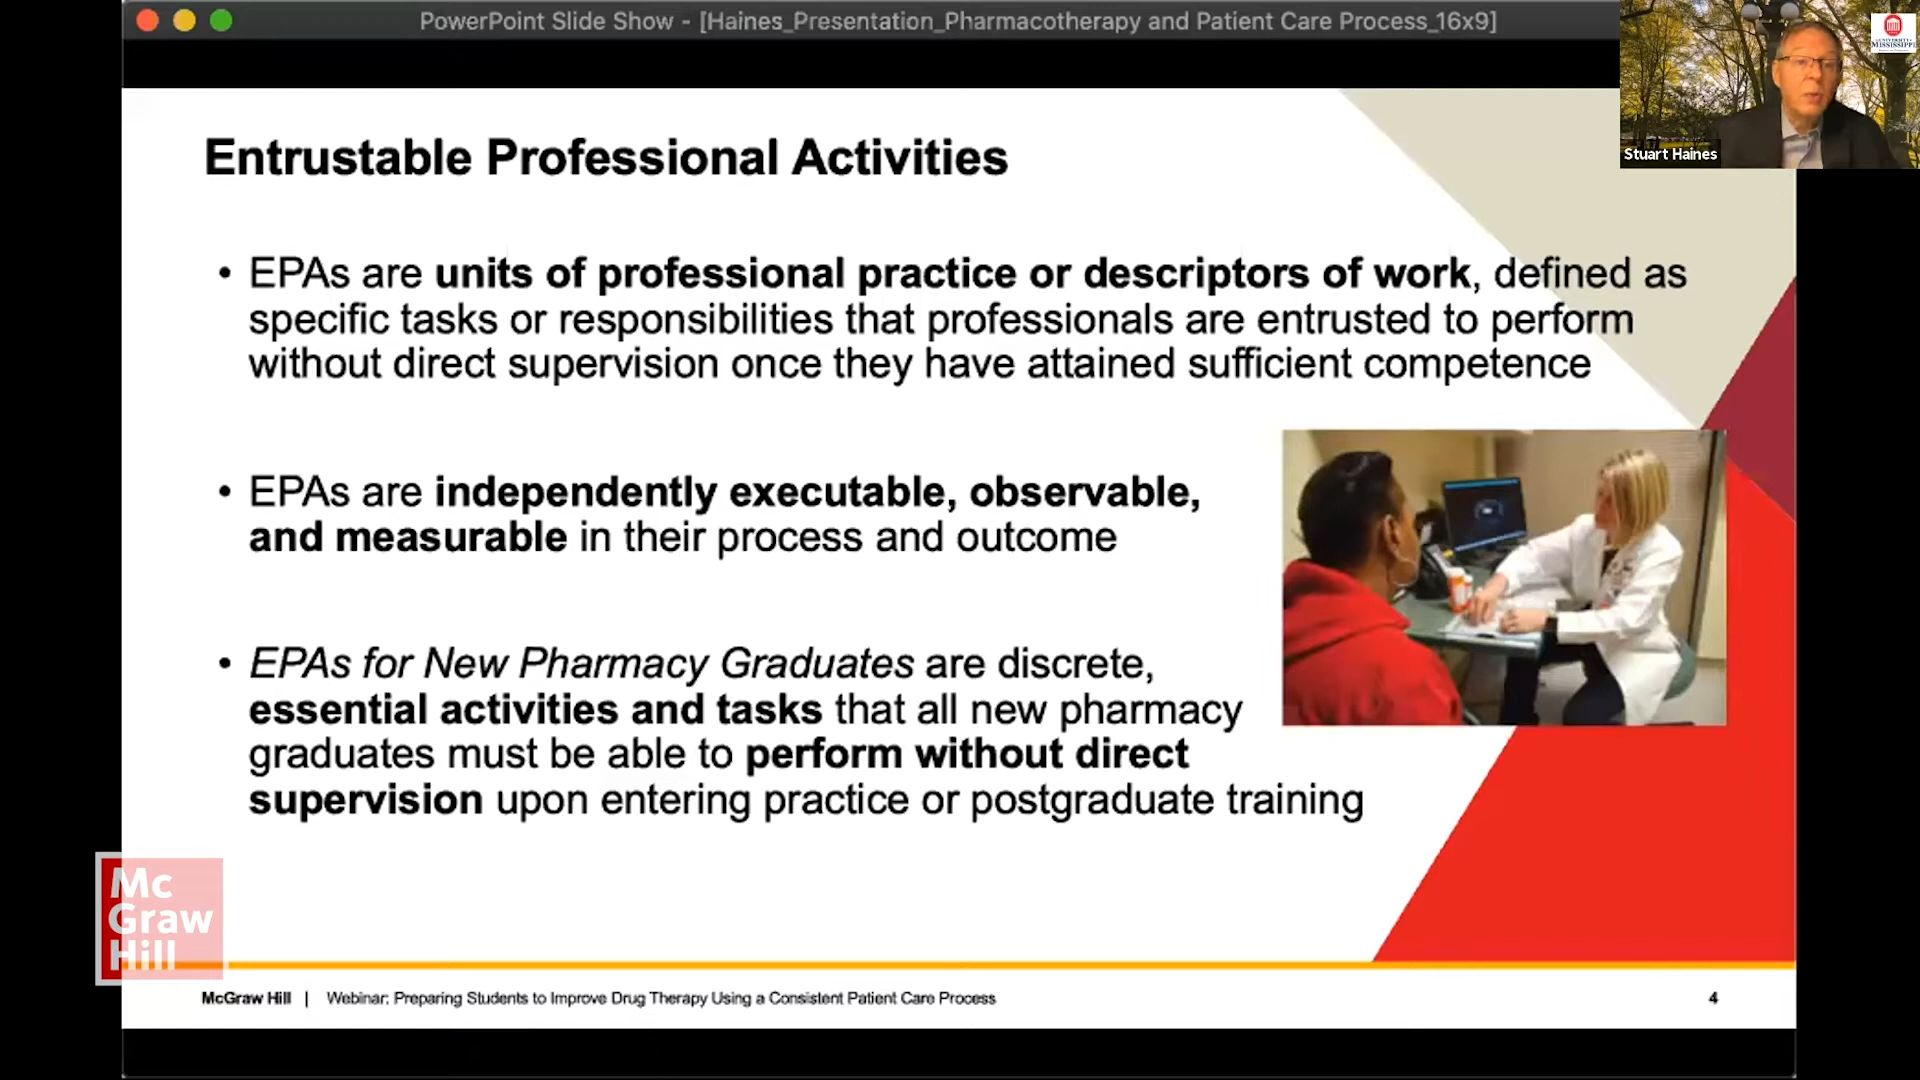 PowerPoint Slide Show - [Haines_Presentation_Pharmacotherapy and Patient Care Process_16x9]
Stuart Haines
Entrustable Professional Activities
• EPAs are units of professional practice or descriptors of work, defined as
specific tasks or responsibilities that professionals are entrusted to perform
without direct supervision once they have attained sufficient competence
• EPAs are independently executable, observable,
and measurable in their process and outcome
• EPAs for New Pharmacy Graduates are discrete,
essential activities and tasks that all new pharmacy
graduates must be able to perform without direct
supervision upon entering practice or postgraduate training
Mc
Graw
Hill
McGraw Hill | Webinar: Preparing Students to Improve Drug Therapy Using a Consistent Patient Care Process
4